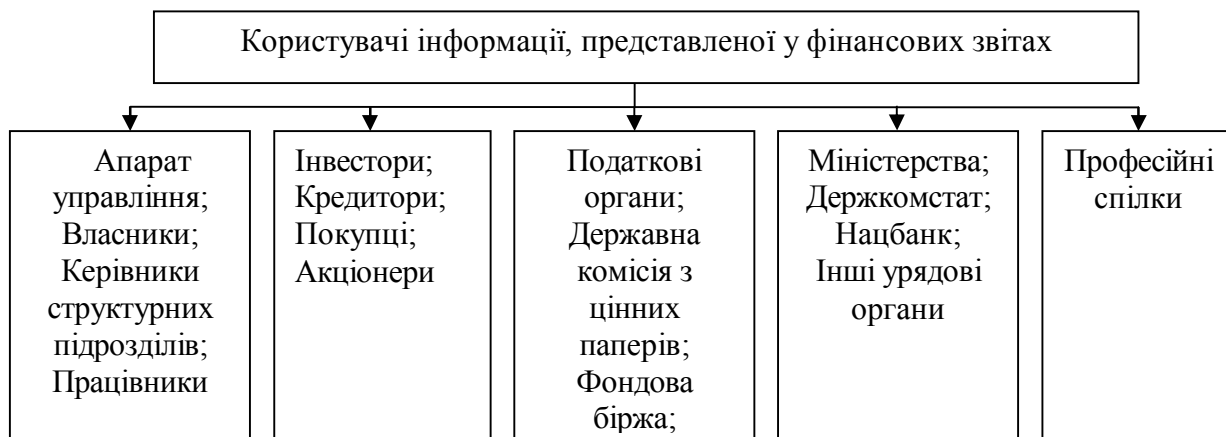 Користувачі інформації, представленої у фінансових звітах
Апарат
управління;
Власники;
Керівники
структурних
підрозділів;
Працівники
Інвестори;
Кредитори;
Покупці;
Акціонери
Податкові
органи;
Державна
комісія з
цінних
паперів;
Фондова
біржа;
Міністерства;
Держкомстат;
Нацбанк;
Інші урядові
органи
Професійні
спілки